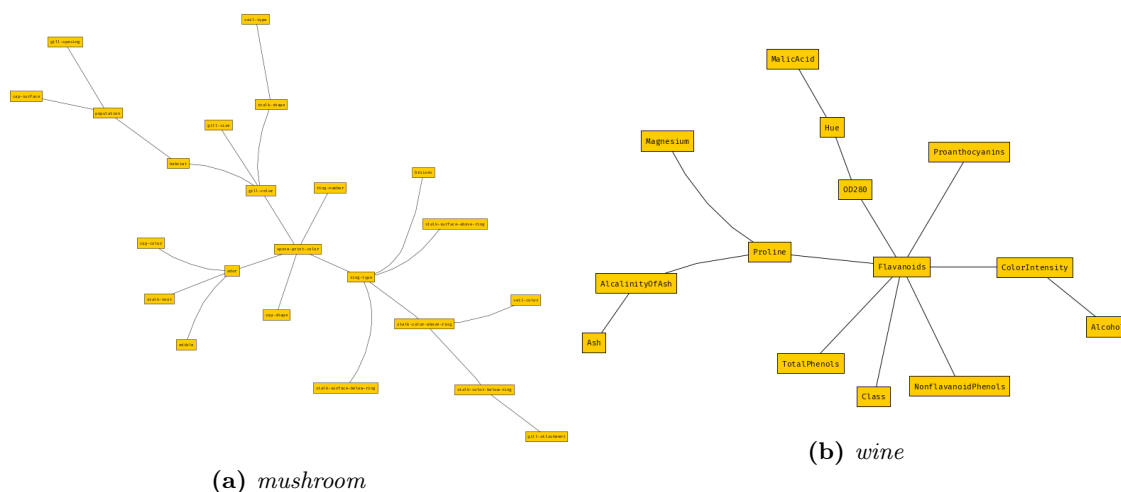 veil-type
gill-spacing
cap-surface
population
stalk-shape
gill-size
habitat
gill-color
ring-number
bruises
stalk-surface-above-ring
cap-color
spore-print-color
odor
ring-type
stalk-root
veil-color
cap-shape
stalk-color-above-ring
edible
stalk-surface-below-ring
stalk-color-below-ring
gill-attachment
(a) mushroom
MalicAcid
Hue
Magnesium
Proanthocyanins
OD280
Proline
Flavanoids
ColorIntensity
AlcalinityOfAsh
Alcohol
Ash
TotalPhenols
Class
NonflavanoidPhenols
(b) wine